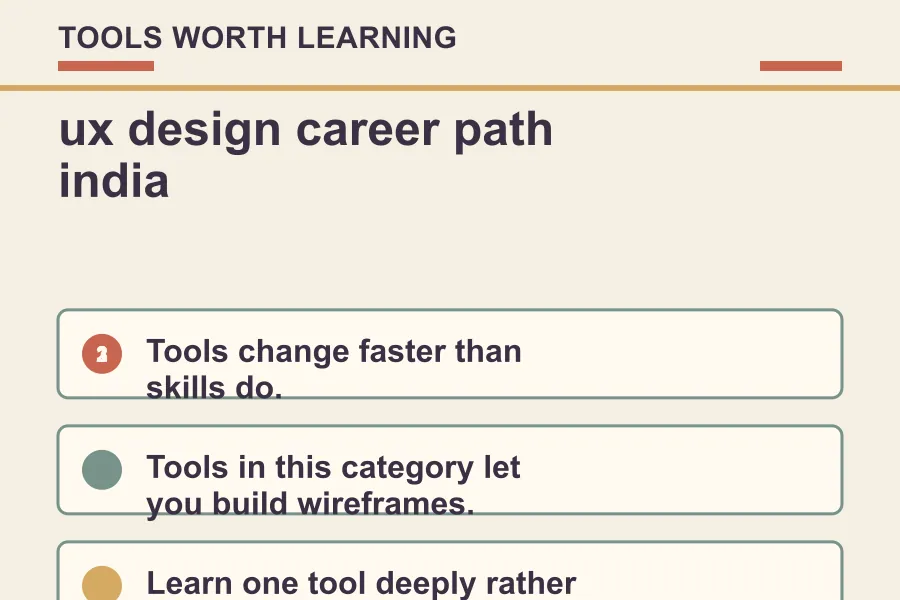 TOOLS WORTH LEARNING
ux design career path
india
Tools change faster than
skills do.
Tools in this category let
you build wireframes.
Learn one tool deeply rather